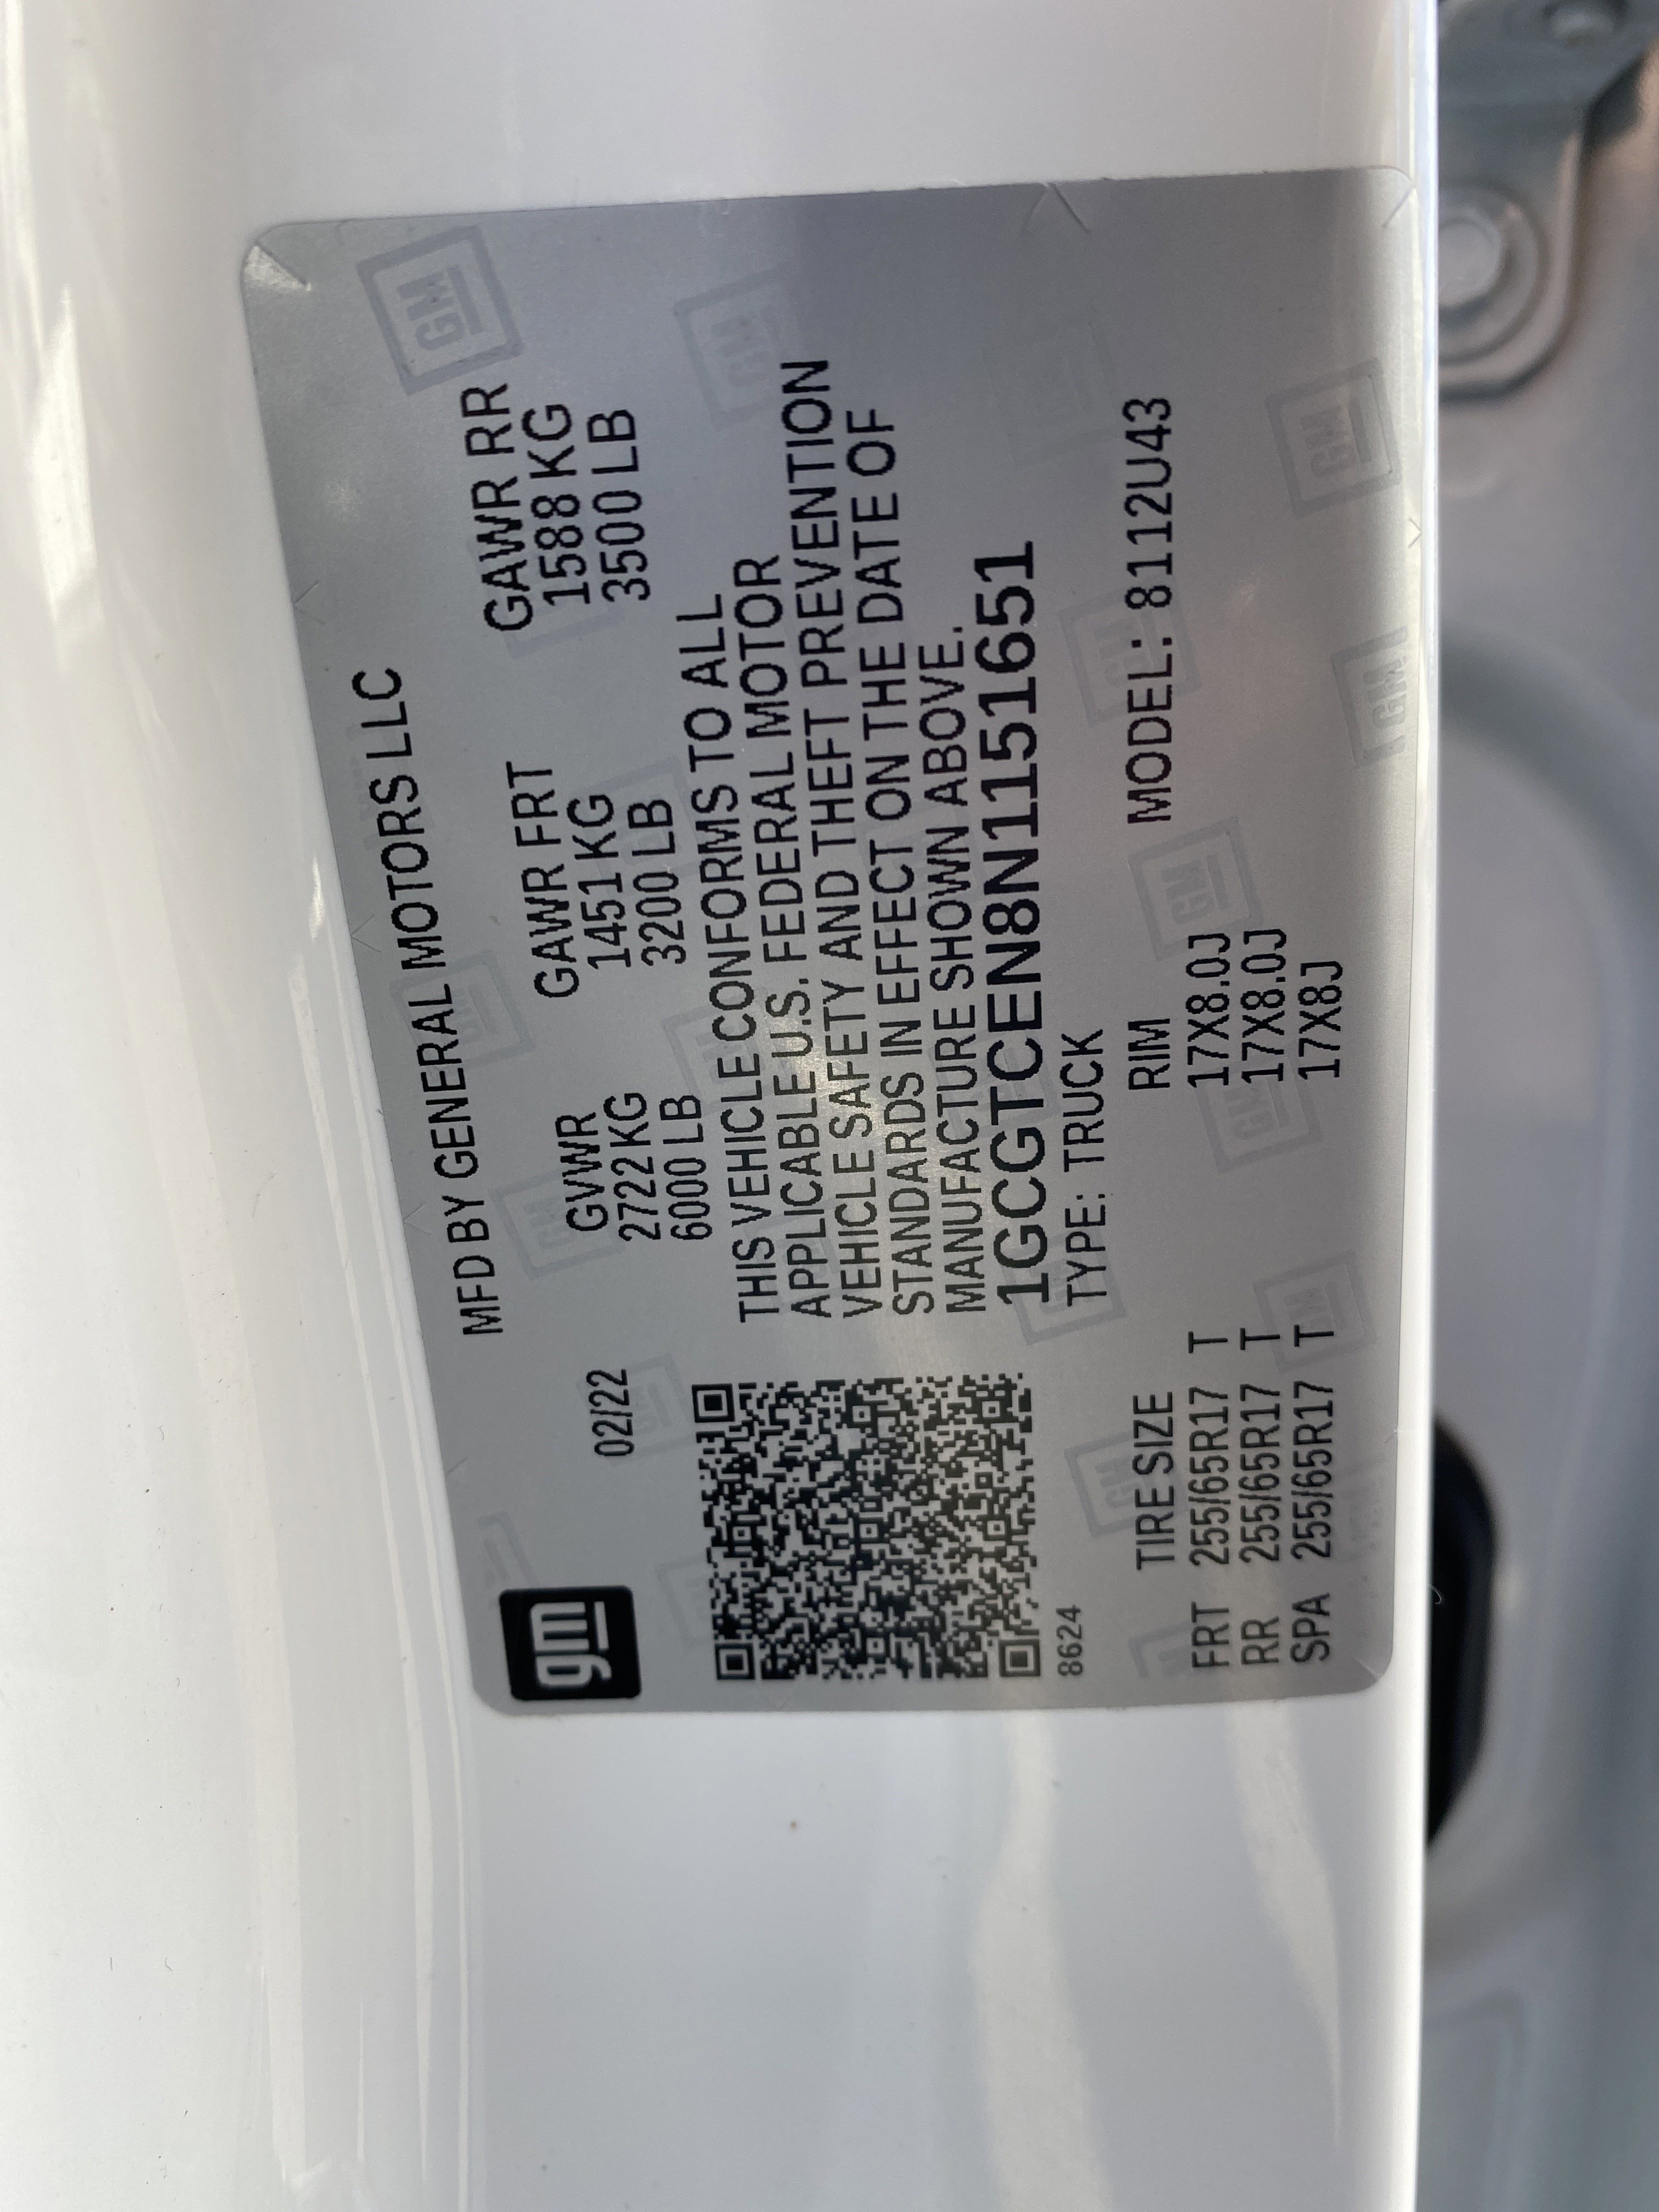 gm
MFD BY GENERAL MOTORS LLC
02/22 GVWR GAWR FRT GAWR RR
2722 KG 1451 KG 1588 KG
6000 LB 3200 LB 3500 LB
THIS VEHICLE CONFORMS TO ALL
APPLICABLE U.S. FEDERAL MOTOR
VEHICLE SAFETY AND THEFT PREVENTION
STANDARDS IN EFFECT ON THE DATE OF
MANUFACTURE SHOWN ABOVE.
1GCGTCEN8N1151651
8624 TYPE: TRUCK
TIRE SIZE RIM MODEL: 8112U43
FRT 255/65R17 T 17X8.0J
RR 255/65R17 T 17X8.0J
SPA 255/65R17 T 17X8J